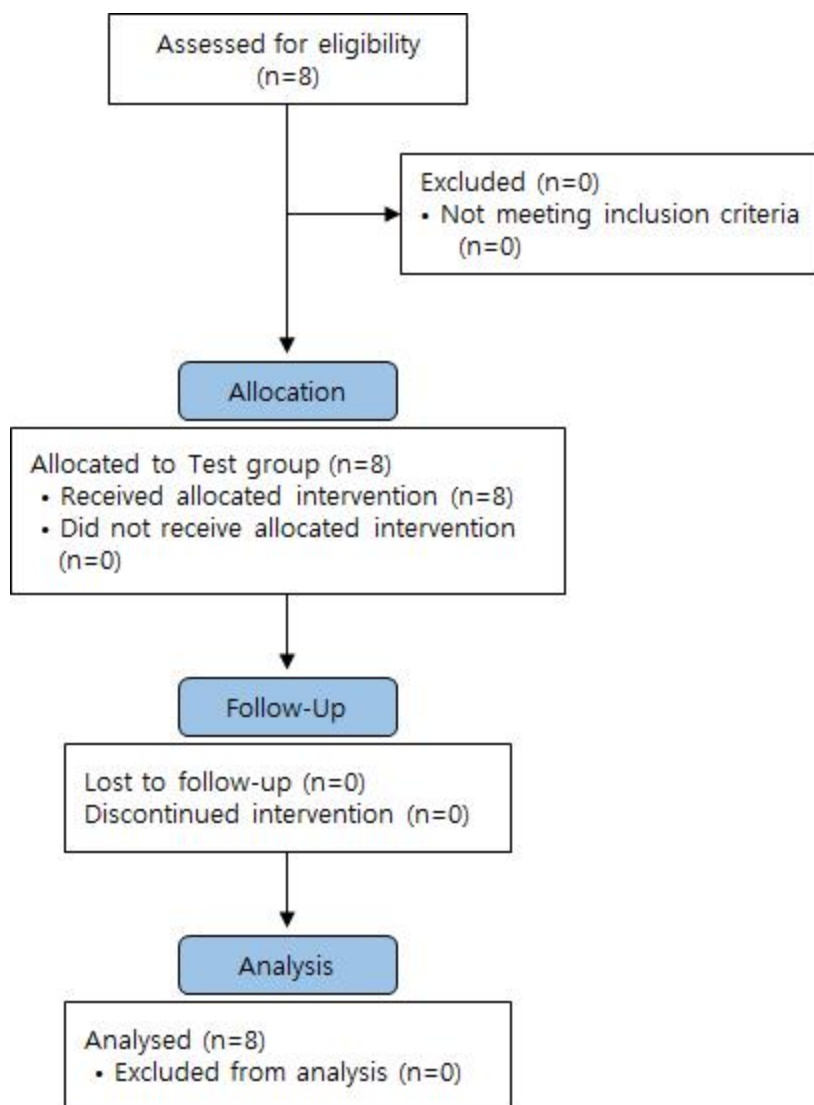 Assessed for eligibility
(n=8)
Excluded (n=0)
• Not meeting inclusion criteria
(n=0)
Allocation
Allocated to Test group (n=8)
• Received allocated intervention (n=8)
• Did not receive allocated intervention
(n=0)
Follow-Up
Lost to follow-up (n=0)
Discontinued intervention (n=0)
Analysis
Analysed (n=8)
• Excluded from analysis (n=0)